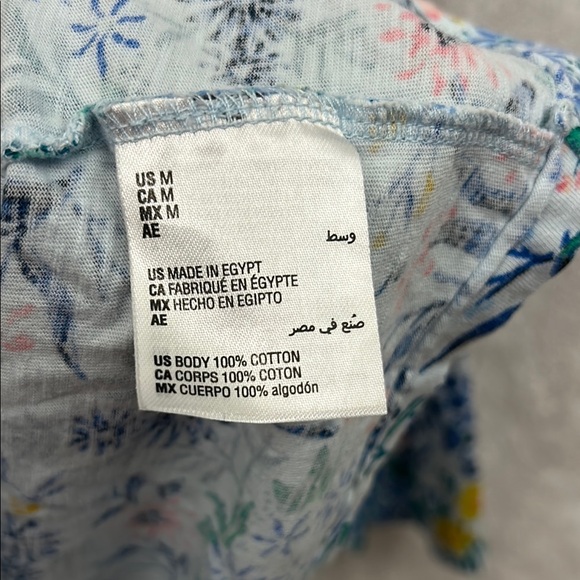 US M
CA M
MX M
AE
وسط
US MADE IN EGYPT
CA FABRIQUÉ EN ÉGYPTE
MX HECHO EN EGIPTO
AE
صُنع في مصر
US BODY 100% COTTON
CA CORPS 100% COTON
MX CUERPO 100% algodón